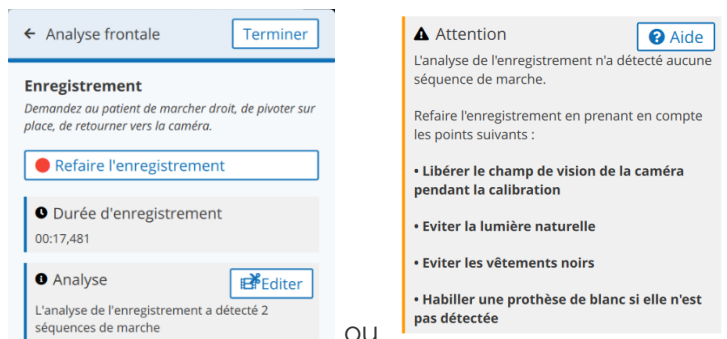 ← Analyse frontale
Terminer
Enregistrement
Demandez au patient de marcher droit, de pivoter sur
place, de retourner vers la caméra.
Refaire l'enregistrement
Durée d'enregistrement
00:17,481
Analyse
Editer
L'analyse de l'enregistrement a détecté 2
séquences de marche
ou
Attention
Aide
L'analyse de l'enregistrement n'a détecté aucune
séquence de marche.
Refaire l'enregistrement en prenant en compte
les points suivants :
• Libérer le champ de vision de la caméra
pendant la calibration
• Eviter la lumière naturelle
• Eviter les vêtements noirs
• Habiller une prothèse de blanc si elle n'est
pas détectée